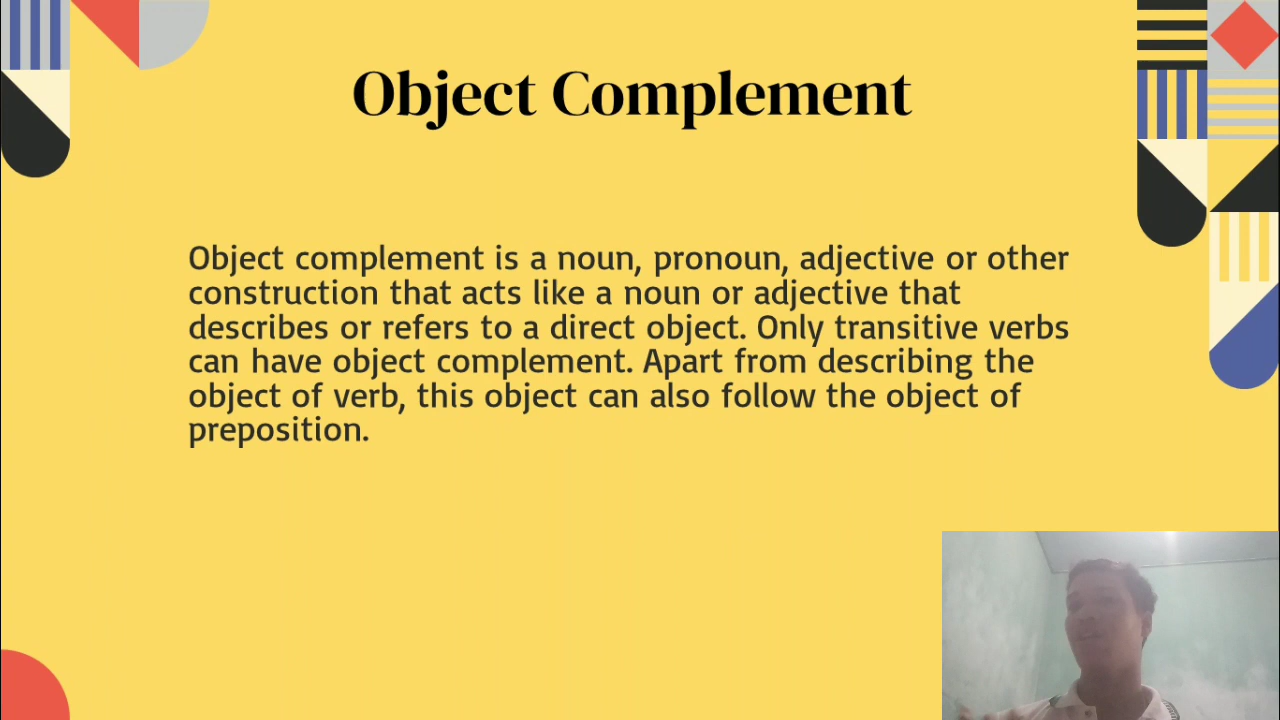 Object Complement
Object complement is a noun, pronoun, adjective or other
construction that acts like a noun or adjective that
describes or refers to a direct object. Only transitive verbs
can have object complement. Apart from describing the
object of verb, this object can also follow the object of
preposition.